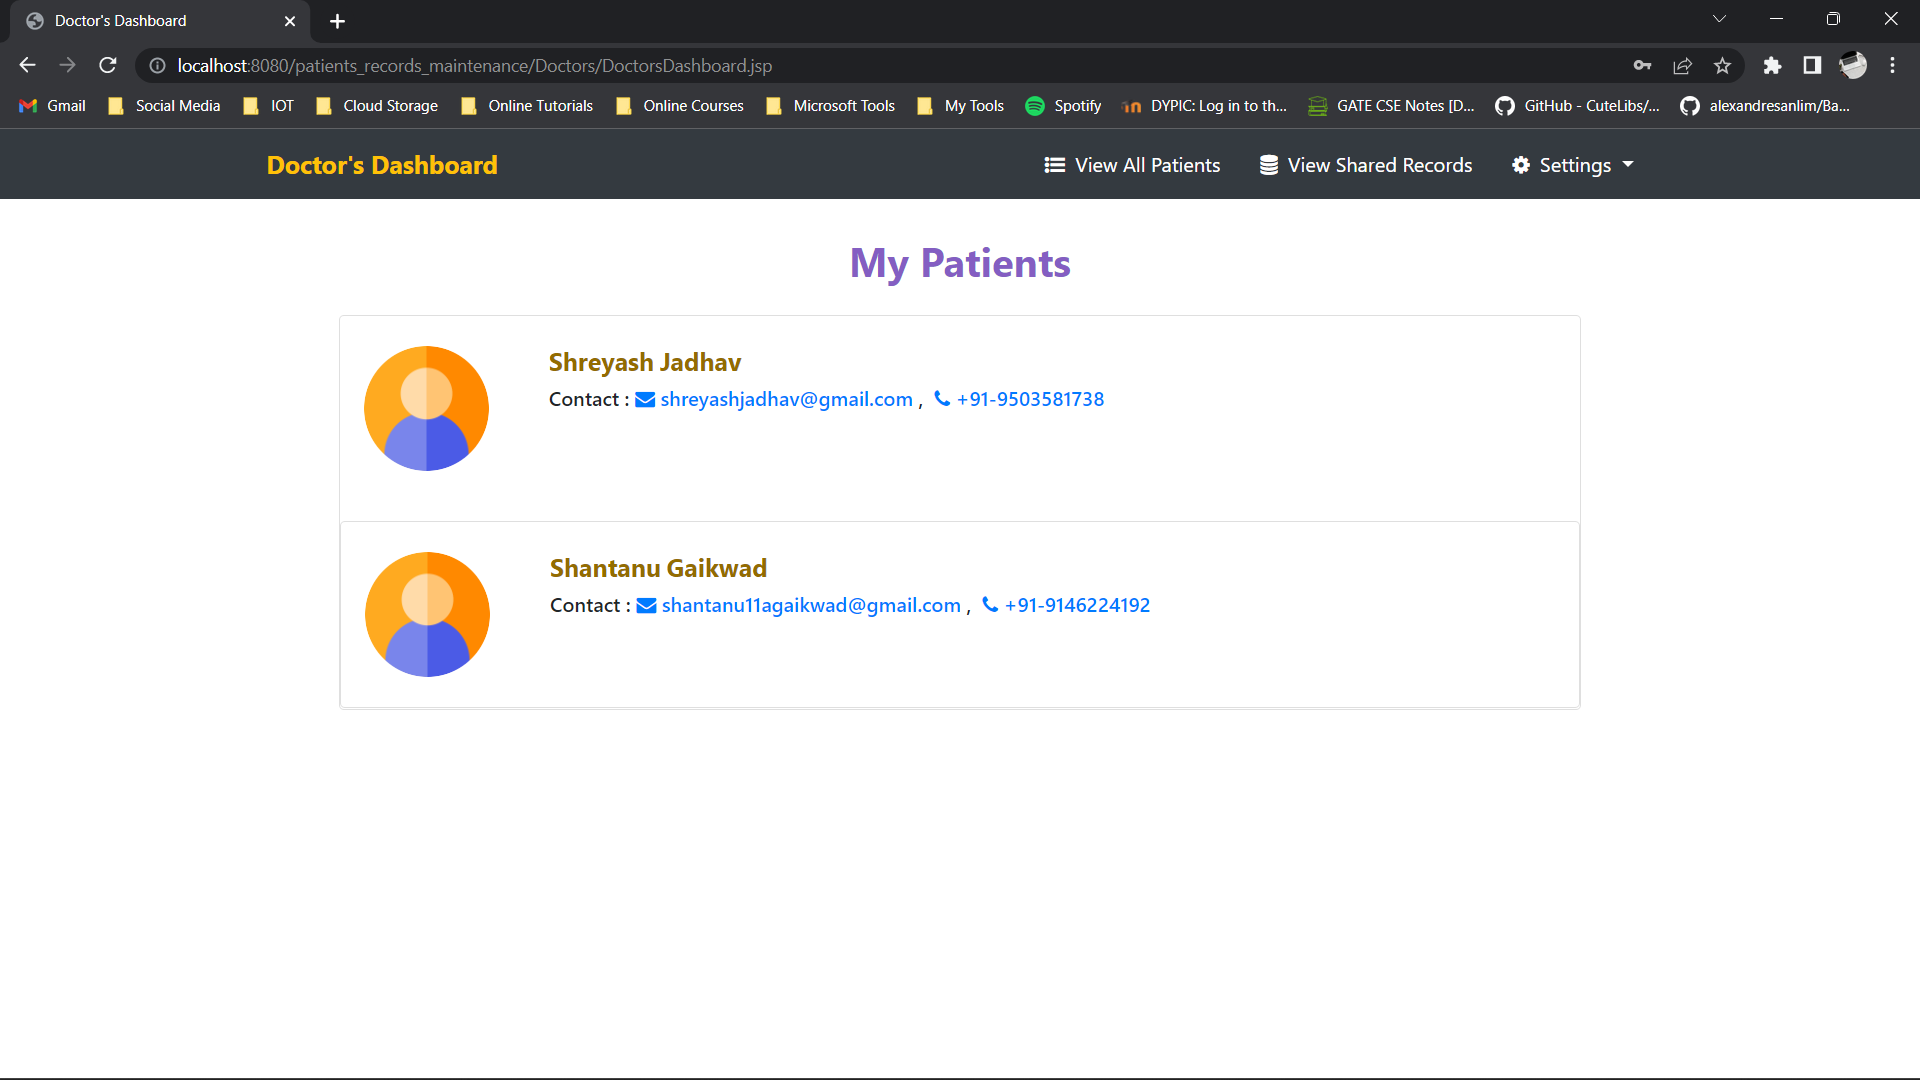 Doctor's Dashboard
localhost:8080/patients_records_maintenance/Doctors/DoctorsDashboard.jsp
Gmail Social Media IOT Cloud Storage Online Tutorials Online Courses Microsoft Tools My Tools Spotify DYPIC: Log in to th... GATE CSE Notes [D... GitHub - CuteLibs/... alexandresanlim/Ba...
Doctor's Dashboard View All Patients View Shared Records Settings
My Patients
Shreyash Jadhav
Contact : shreyashjadhav@gmail.com , +91-9503581738
Shantanu Gaikwad
Contact : shantanu11agaikwad@gmail.com , +91-9146224192